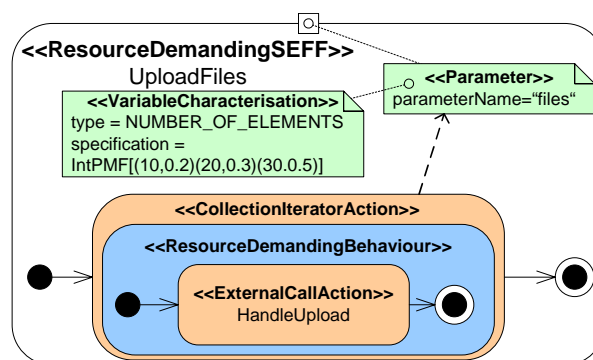 <<ResourceDemandingSEFF>>
UploadFiles
<<Parameter>>
parameterName=“files“
<<VariableCharacterisation>>
type = NUMBER_OF_ELEMENTS
specification =
IntPMF[(10,0.2)(20,0.3)(30.0.5)]
<<CollectionIteratorAction>>
<<ResourceDemandingBehaviour>>
<<ExternalCallAction>>
HandleUpload